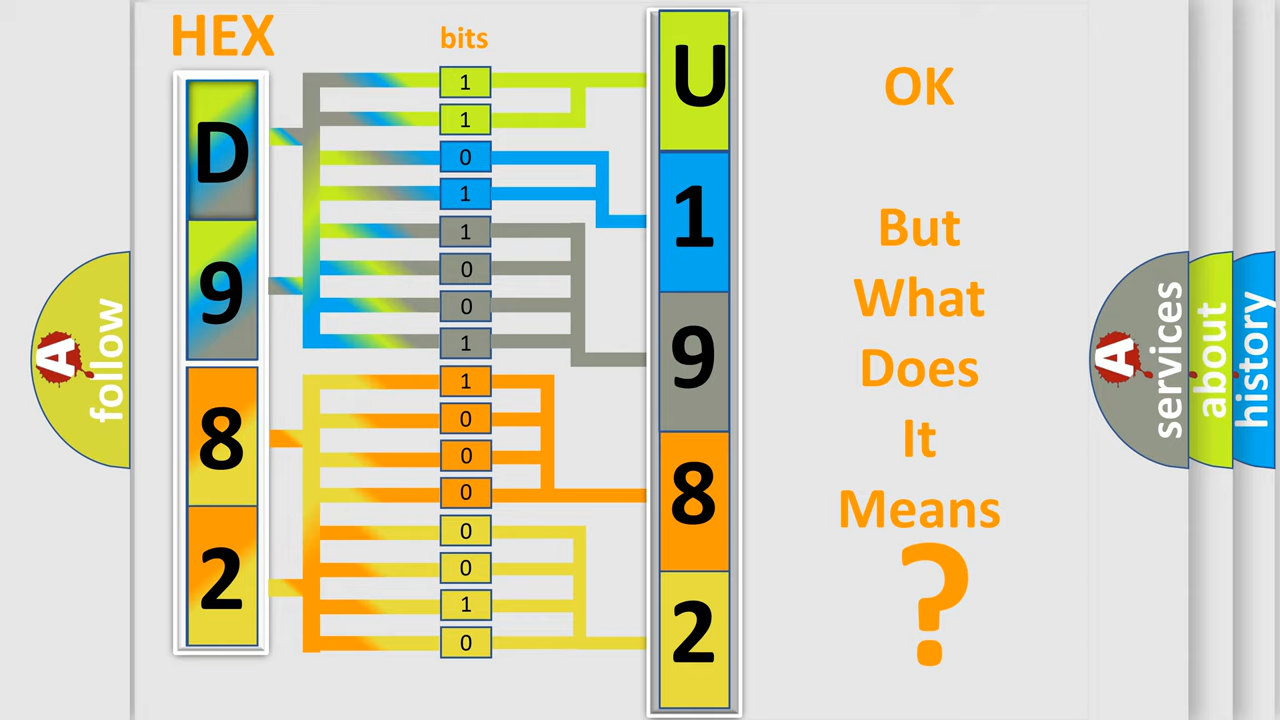 HEX
bits
D
9
8
2
1
1
0
1
1
0
0
1
1
0
0
0
0
0
1
0
U
1
9
8
2
OK
But
What
Does
It
Means
?
A
follow
A
services
about
history